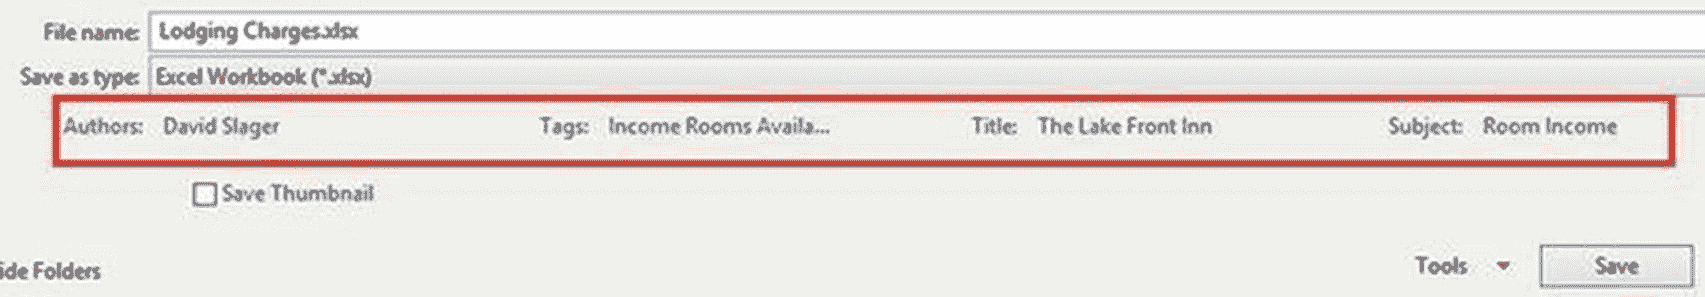 File name: Lodging Charges.xlsx
Save as type: Excel Workbook (*.xlsx)
Authors: David Slager Tags: Income Rooms Availa... Title: The Lake Front Inn Subject: Room Income
Save Thumbnail
ide Folders Tools Save